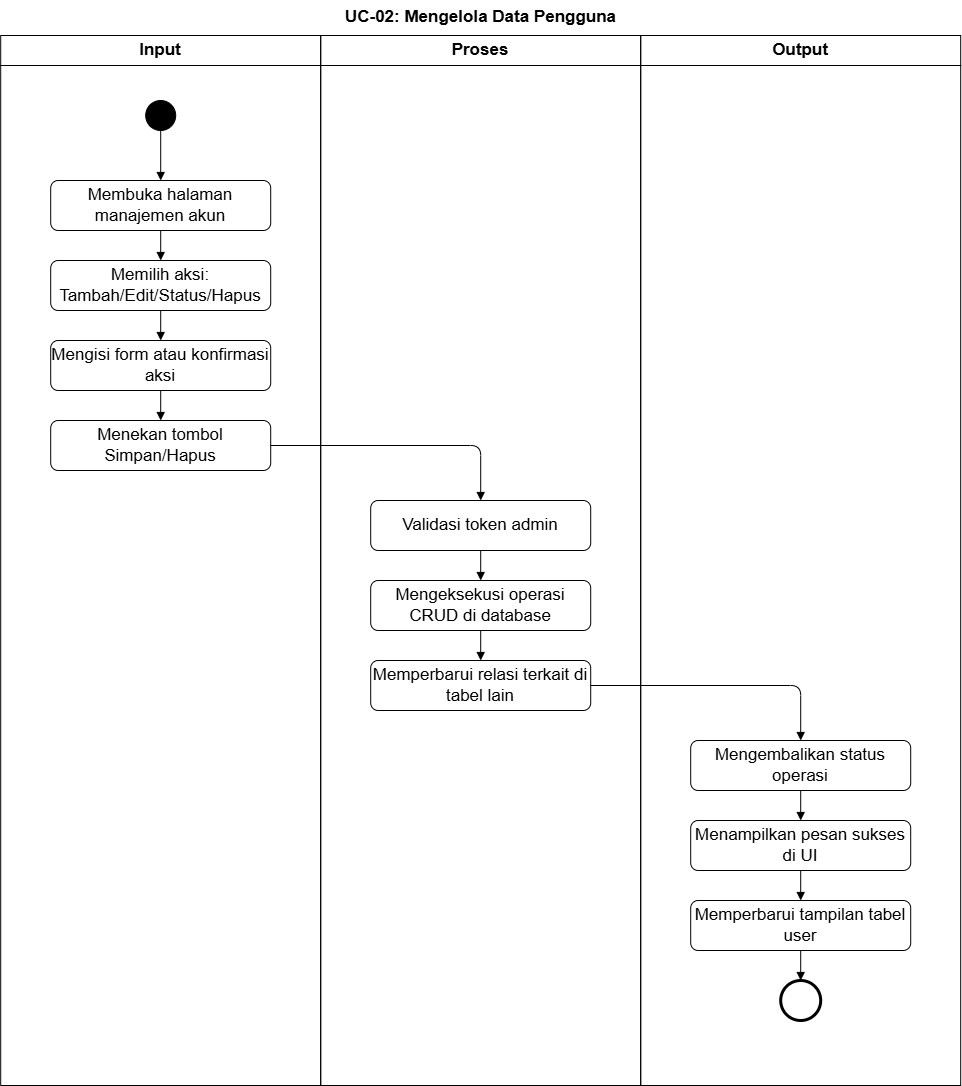 UC-02: Mengelola Data Pengguna
Input
Proses
Output
Membuka halaman
manajemen akun
Memilih aksi:
Tambah/Edit/Status/Hapus
Mengisi form atau konfirmasi
aksi
Menekan tombol
Simpan/Hapus
Validasi token admin
Mengeksekusi operasi
CRUD di database
Memperbarui relasi terkait di
tabel lain
Mengembalikan status
operasi
Menampilkan pesan sukses
di UI
Memperbarui tampilan tabel
user